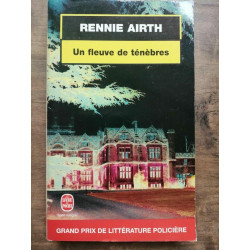 RENNIE AIRTH
Un fleuve de ténèbres
GRAND PRIX DE LITTÉRATURE POLICIÈRE